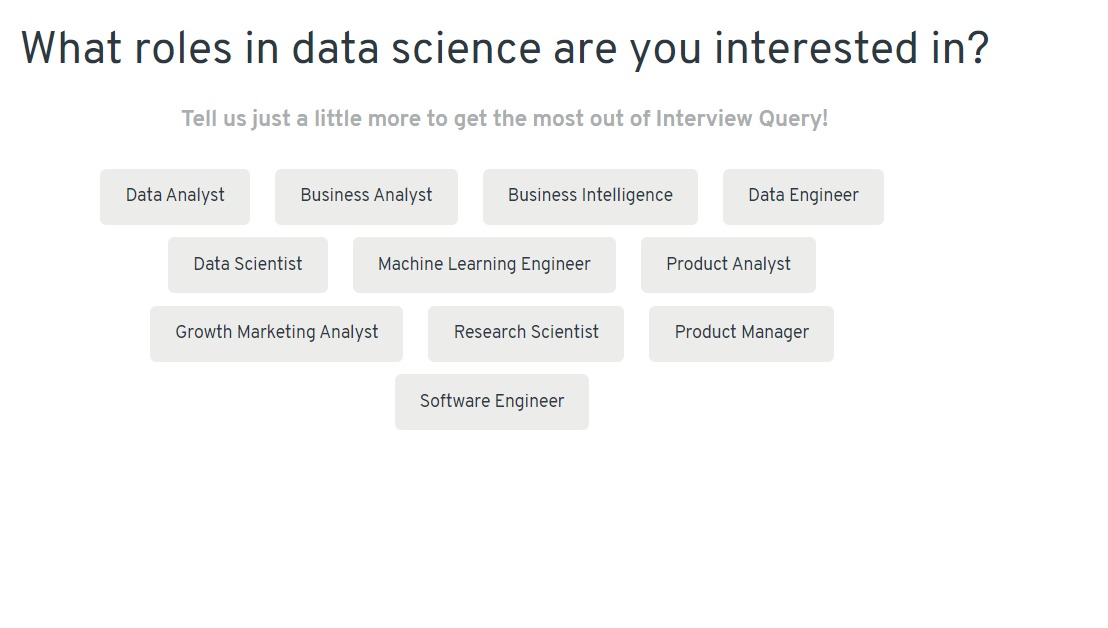 What roles in data science are you interested in?
Tell us just a little more to get the most out of Interview Query!
Data Analyst Business Analyst Business Intelligence Data Engineer
Data Scientist Machine Learning Engineer Product Analyst
Growth Marketing Analyst Research Scientist Product Manager
Software Engineer